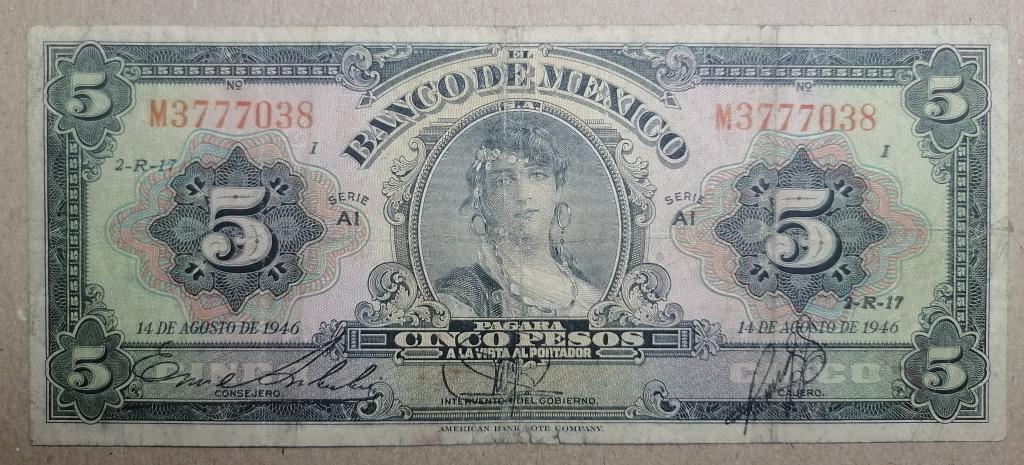 EL
BANCO DE MEXICO
S.A.
5
5
Nº
M3777038
Nº
M3777038
I
I
2-R-17
SERIE
AI
SERIE
AI
5
5
2-R-17
14 DE AGOSTO DE 1946
14 DE AGOSTO DE 1946
PAGARA
CINCO PESOS
A LA VISTA AL PORTADOR
5
5
CINCO
CONSEJERO.
INTERVENTOR DEL GOBIERNO.
CAJERO.
AMERICAN BANK NOTE COMPANY.